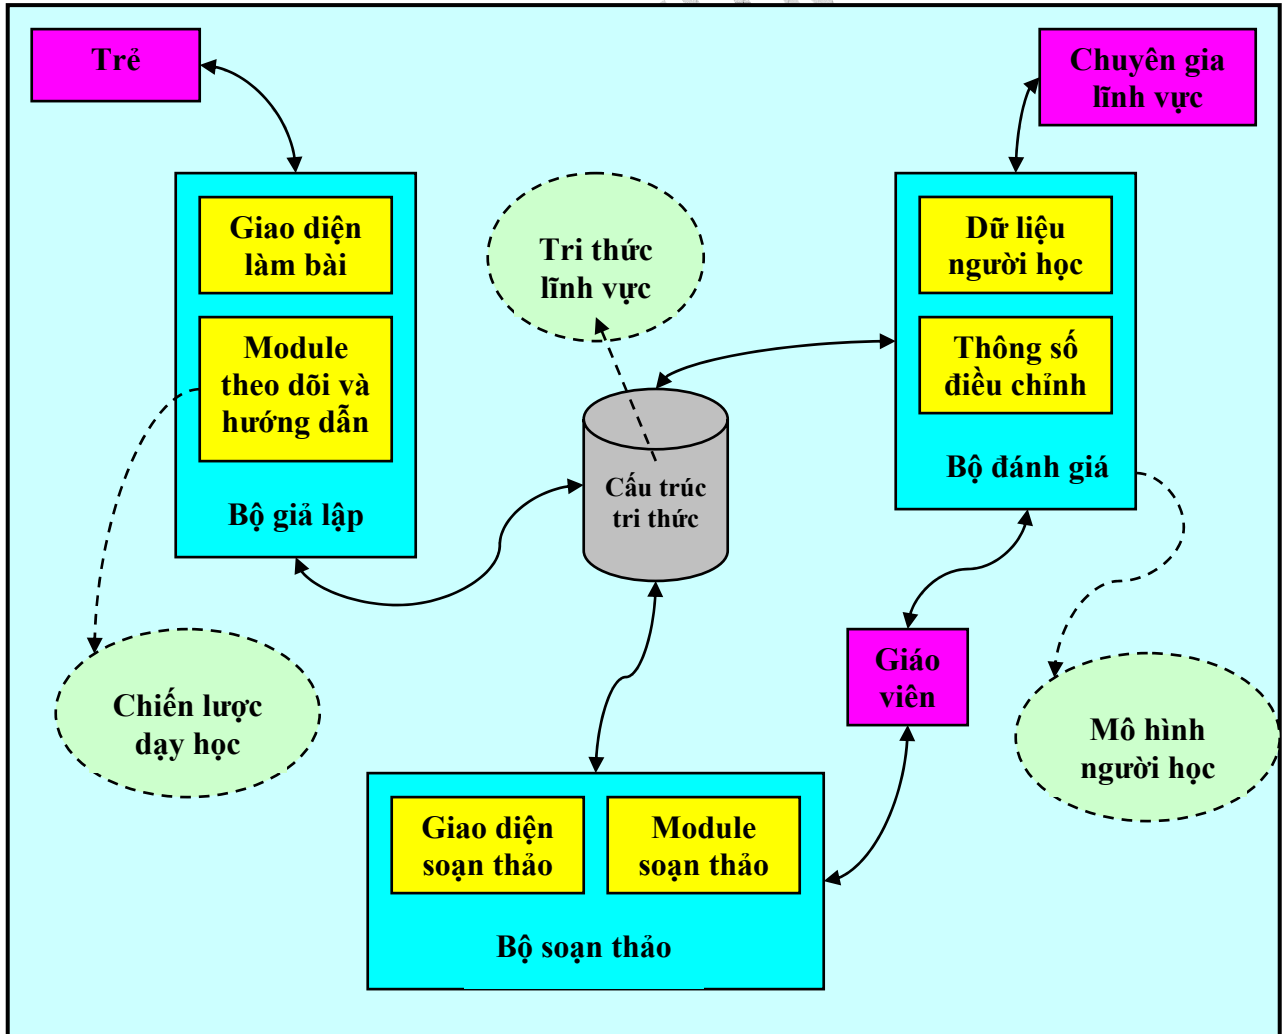 Trẻ
Chuyên gia
lĩnh vực
Giao diện
làm bài
Module
theo dõi và
hướng dẫn
Bộ giả lập
Tri thức
lĩnh vực
Dữ liệu
người học
Thông số
điều chỉnh
Bộ đánh giá
Cấu trúc
tri thức
Chiến lược
dạy học
Giáo
viên
Mô hình
người học
Giao diện
soạn thảo
Module
soạn thảo
Bộ soạn thảo